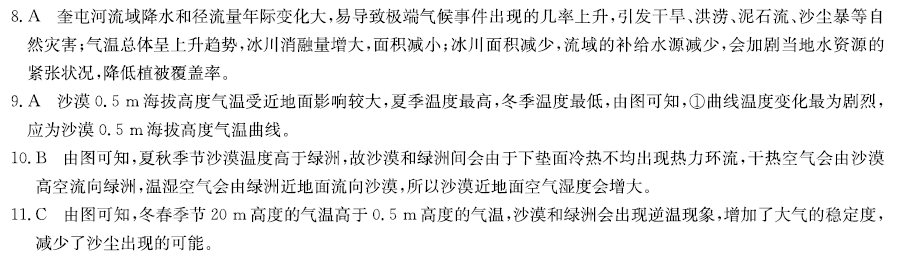 8. A 奎屯河流域降水和径流量年际变化大,易导致极端气候事件出现的几率上升,引发干旱、洪涝、泥石流、沙尘暴等自
然灾害;气温总体呈上升趋势,冰川消融量增大,面积减小;冰川面积减少,流域的补给水源减少,会加剧当地水资源的
紧张状况,降低植被覆盖率。
9. A 沙漠 0.5 m 海拔高度气温受近地面影响较大,夏季温度最高,冬季温度最低,由图可知,①曲线温度变化最为剧烈,
应为沙漠 0.5 m 海拔高度气温曲线。
10. B 由图可知,夏秋季节沙漠温度高于绿洲,故沙漠和绿洲间会由于下垫面冷热不均出现热力环流,干热空气会由沙漠
高空流向绿洲,温湿空气会由绿洲近地面流向沙漠,所以沙漠近地面空气湿度会增大。
11. C 由图可知,冬春季节 20 m 高度的气温高于 0.5 m 高度的气温,沙漠和绿洲会出现逆温现象,增加了大气的稳定度,
减少了沙尘出现的可能。